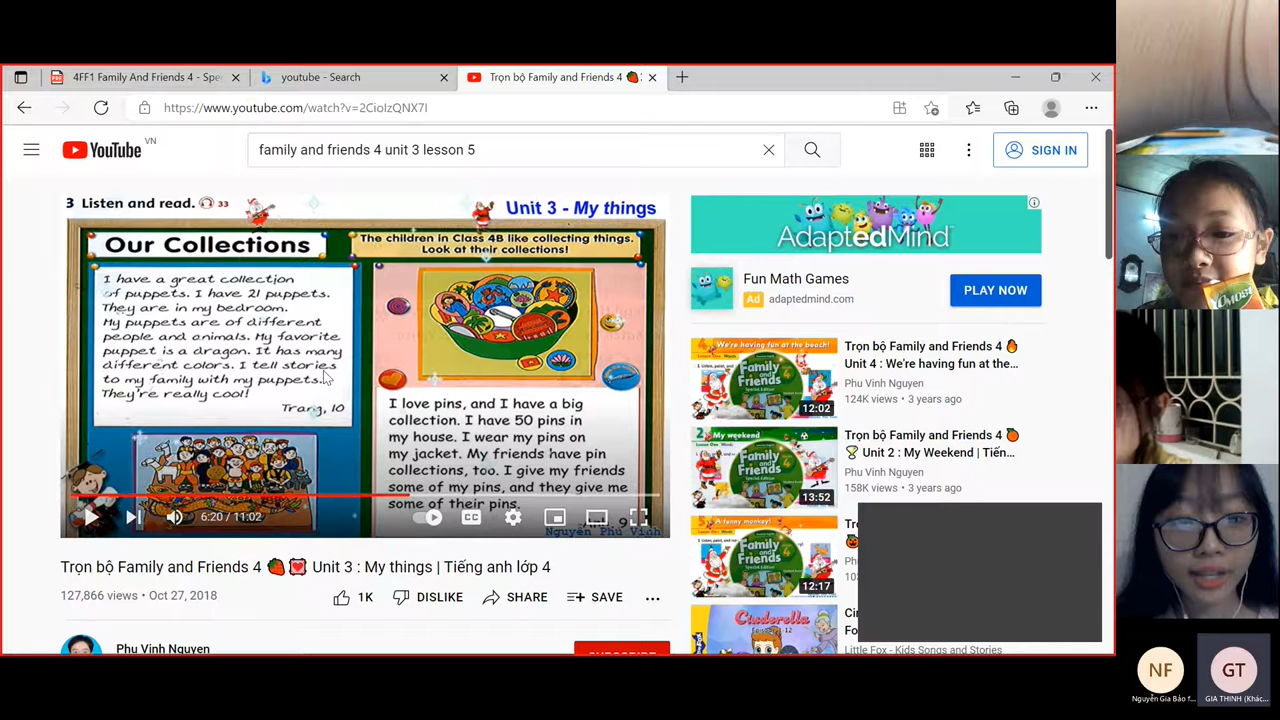 4FF1 Family And Friends 4 - Spe
youtube - Search
Trọn bộ Family and Friends 4 🍓
https://www.youtube.com/watch?v=2CioIzQNX7I
YouTube VN
family and friends 4 unit 3 lesson 5
SIGN IN
3 Listen and read. 33
Unit 3 - My things
Our Collections
The children in Class 4B like collecting things.
Look at their collections!
I have a great collection
of puppets. I have 21 puppets.
They are in my bedroom.
My puppets are of different
people and animals. My favorite
puppet is a dragon. It has many
different colors. I tell stories
to my family with my puppets.
They're really cool!
Trang, 10
I love pins, and I have a big
collection. I have 50 pins in
my house. I wear my pins on
my jacket. My friends have pin
collections, too. I give my friends
some of my pins, and they give me
some of their pins.
9
Nguyen Phu Vinh
6:20 / 11:02
CC
Trọn bộ Family and Friends 4 🍓💟 Unit 3 : My things | Tiếng anh lớp 4
127,866 views • Oct 27, 2018
1K
DISLIKE
SHARE
SAVE
Phu Vinh Nguyen
SUBSCRIBE
AdaptedMind
Fun Math Games
Ad adaptedmind.com
PLAY NOW
4 We're having fun at the beach!
Family and Friends 4
12:02
Trọn bộ Family and Friends 4 🔥
Unit 4 : We're having fun at the...
Phu Vinh Nguyen
124K views • 3 years ago
2 My weekend
Family and Friends 4
13:52
Trọn bộ Family and Friends 4 🍊
🏆 Unit 2 : My Weekend | Tiến...
Phu Vinh Nguyen
158K views • 3 years ago
A funny monkey!
Family and Friends 4
12:17
Cinderella
Little Fox - Kids Songs and Stories
YOMOST
NF
Nguyễn Gia Bảo f...
GT
GIA THINH (Khác...